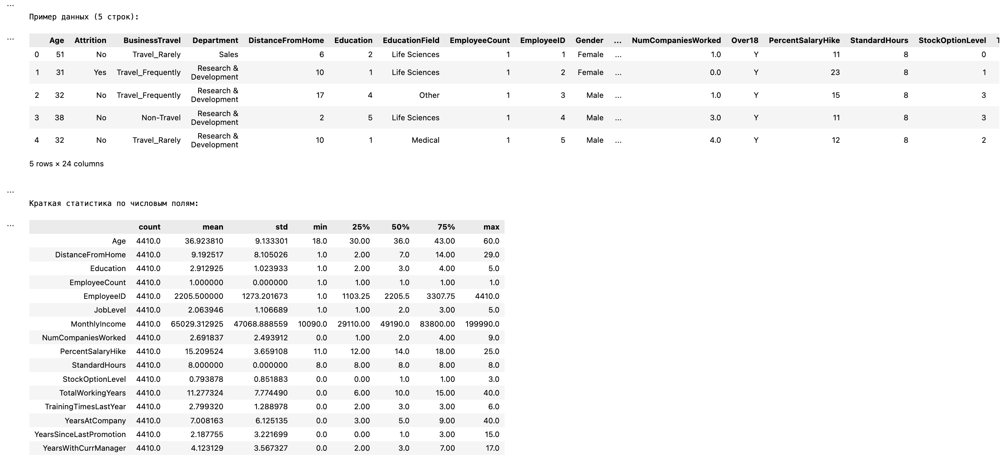 ...
Пример данных (5 строк):
...
Age Attrition BusinessTravel Department DistanceFromHome Education EducationField EmployeeCount EmployeeID Gender ... NumCompaniesWorked Over18 PercentSalaryHike StandardHours StockOptionLevel T
0 51 No Travel_Rarely Sales 6 2 Life Sciences 1 1 Female ... 1.0 Y 11 8 0
1 31 Yes Travel_Frequently Research & Development 10 1 Life Sciences 1 2 Female ... 0.0 Y 23 8 1
2 32 No Travel_Frequently Research & Development 17 4 Other 1 3 Male ... 1.0 Y 15 8 3
3 38 No Non-Travel Research & Development 2 5 Life Sciences 1 4 Male ... 3.0 Y 11 8 3
4 32 No Travel_Rarely Research & Development 10 1 Medical 1 5 Male ... 4.0 Y 12 8 2
5 rows × 24 columns
...
Краткая статистика по числовым полям:
...
count mean std min 25% 50% 75% max
Age 4410.0 36.923810 9.133301 18.0 30.00 36.0 43.00 60.0
DistanceFromHome 4410.0 9.192517 8.105026 1.0 2.00 7.0 14.00 29.0
Education 4410.0 2.912925 1.023933 1.0 2.00 3.0 4.00 5.0
EmployeeCount 4410.0 1.000000 0.000000 1.0 1.00 1.0 1.00 1.0
EmployeeID 4410.0 2205.500000 1273.201673 1.0 1103.25 2205.5 3307.75 4410.0
JobLevel 4410.0 2.063946 1.106689 1.0 1.00 2.0 3.00 5.0
MonthlyIncome 4410.0 65029.312925 47068.888559 10090.0 29110.00 49190.0 83800.00 199990.0
NumCompaniesWorked 4410.0 2.691837 2.493912 0.0 1.00 2.0 4.00 9.0
PercentSalaryHike 4410.0 15.209524 3.659108 11.0 12.00 14.0 18.00 25.0
StandardHours 4410.0 8.000000 0.000000 8.0 8.00 8.0 8.00 8.0
StockOptionLevel 4410.0 0.793878 0.851883 0.0 0.00 1.0 1.00 3.0
TotalWorkingYears 4410.0 11.277324 7.774490 0.0 6.00 10.0 15.00 40.0
TrainingTimesLastYear 4410.0 2.799320 1.288978 0.0 2.00 3.0 3.00 6.0
YearsAtCompany 4410.0 7.008163 6.125135 0.0 3.00 5.0 9.00 40.0
YearsSinceLastPromotion 4410.0 2.187755 3.221699 0.0 0.00 1.0 3.00 15.0
YearsWithCurrManager 4410.0 4.123129 3.567327 0.0 2.00 3.0 7.00 17.0